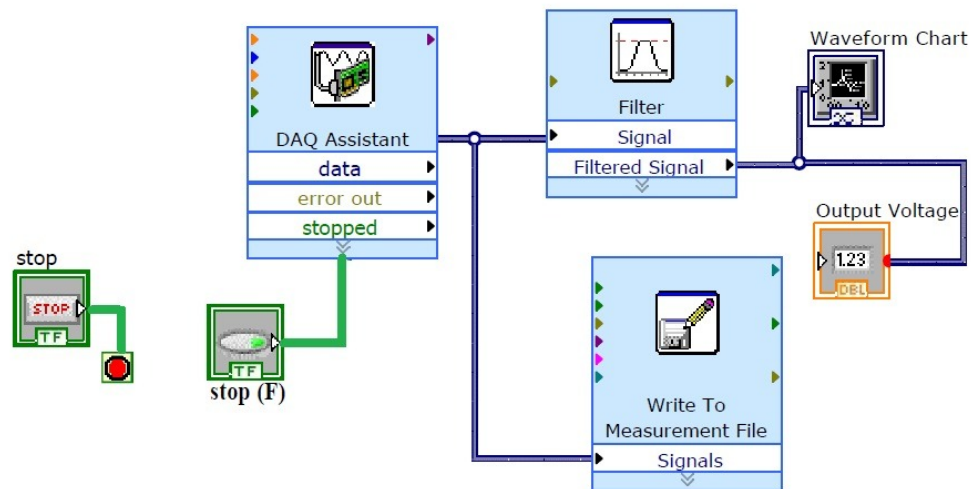 Waveform Chart
Filter
DAQ Assistant
Signal
data
Filtered Signal
error out
Output Voltage
stopped
stop
1.23
STOP
DBL
TF
TF
stop (F)
Write To
Measurement File
Signals